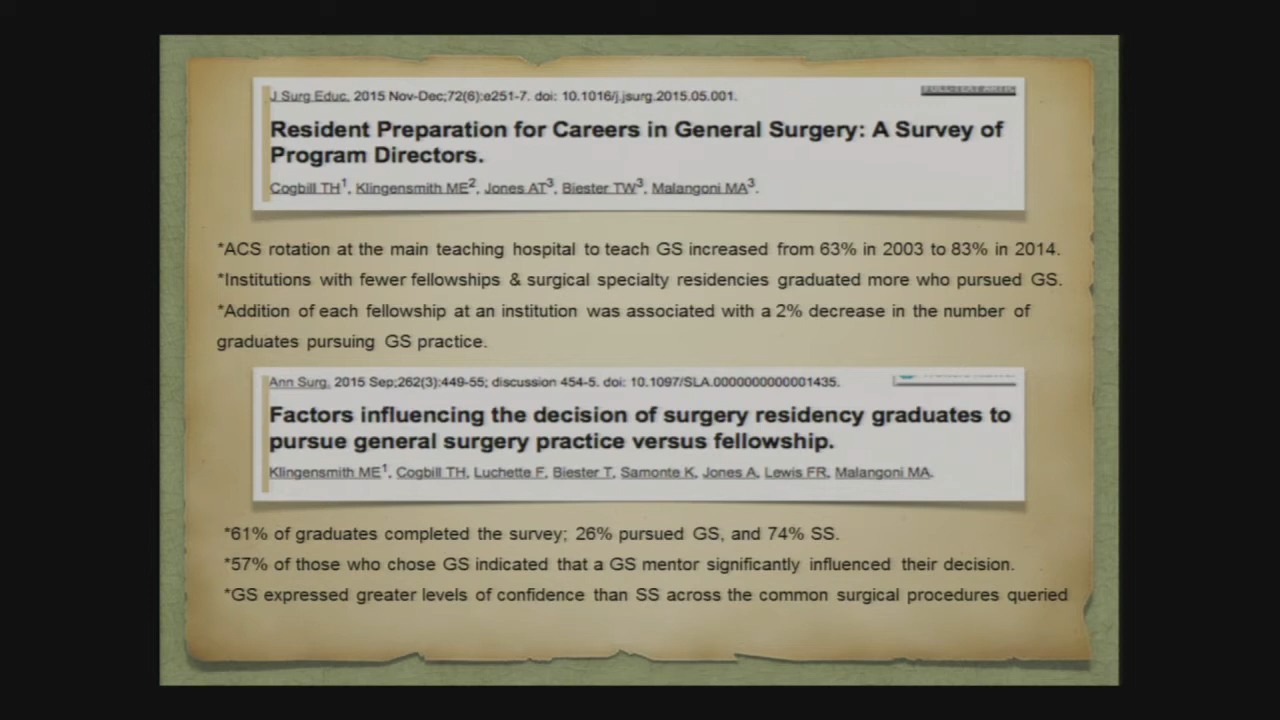 J Surg Educ. 2015 Nov-Dec;72(6):e251-7. doi: 10.1016/j.jsurg.2015.05.001.
Resident Preparation for Careers in General Surgery: A Survey of
Program Directors.
Cogbill TH1, Klingensmith ME2, Jones AT3, Biester TW3, Malangoni MA3.
*ACS rotation at the main teaching hospital to teach GS increased from 63% in 2003 to 83% in 2014.
*Institutions with fewer fellowships & surgical specialty residencies graduated more who pursued GS.
*Addition of each fellowship at an institution was associated with a 2% decrease in the number of
graduates pursuing GS practice.
Ann Surg. 2015 Sep;262(3):449-55; discussion 454-5. doi: 10.1097/SLA.0000000000001435.
Factors influencing the decision of surgery residency graduates to
pursue general surgery practice versus fellowship.
Klingensmith ME1, Cogbill TH, Luchette F, Biester T, Samonte K, Jones A, Lewis FR, Malangoni MA.
*61% of graduates completed the survey; 26% pursued GS, and 74% SS.
*57% of those who chose GS indicated that a GS mentor significantly influenced their decision.
*GS expressed greater levels of confidence than SS across the common surgical procedures queried